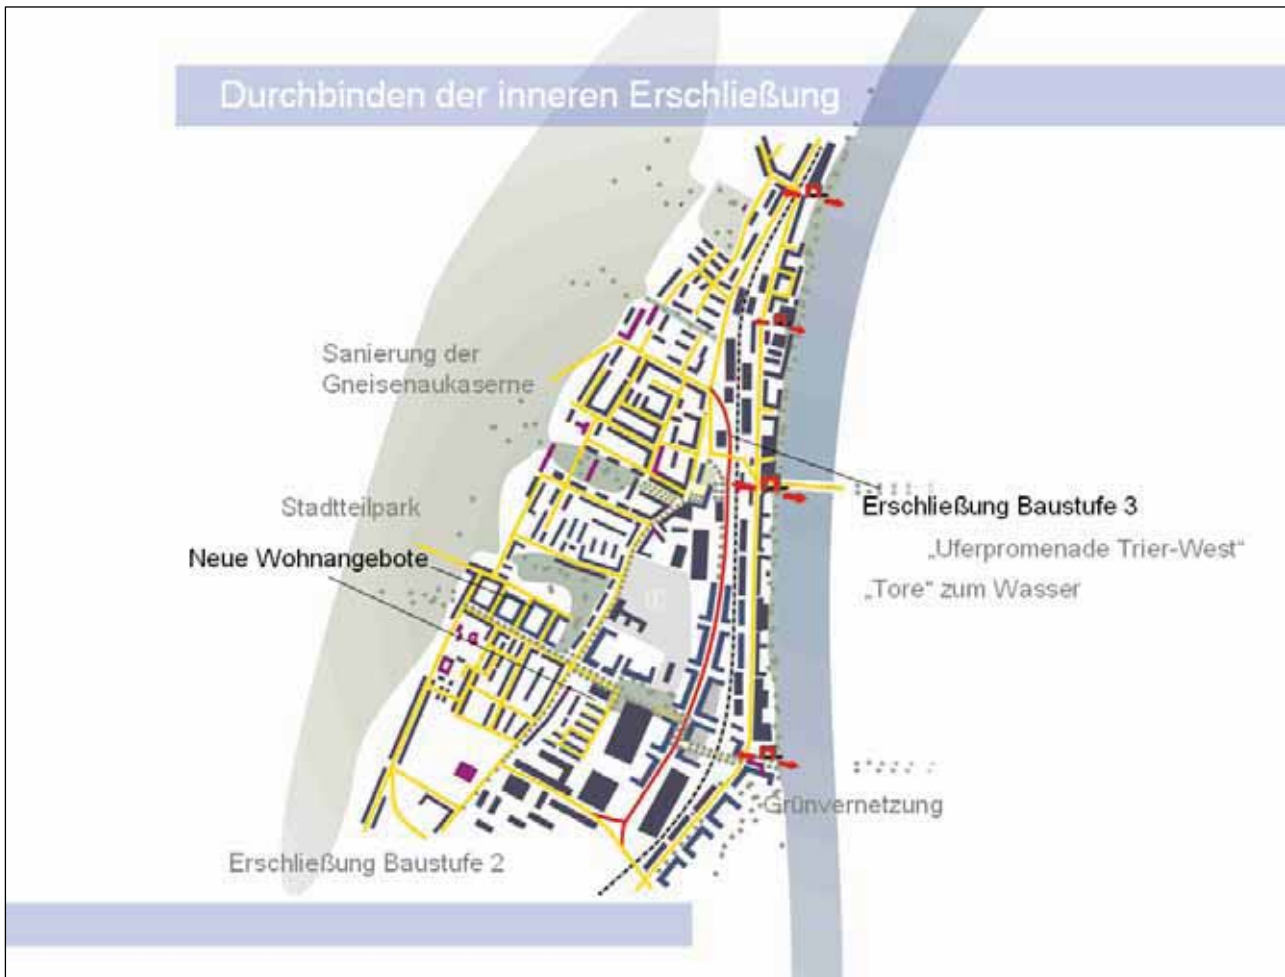 Durchbinden der inneren Erschließung
Sanierung der
Gneisenaukaserne
Stadtteilpark
Neue Wohnangebote
Erschließung Baustufe 3
„Uferpromenade Trier-West“
„Tore“ zum Wasser
Grünvernetzung
Erschließung Baustufe 2